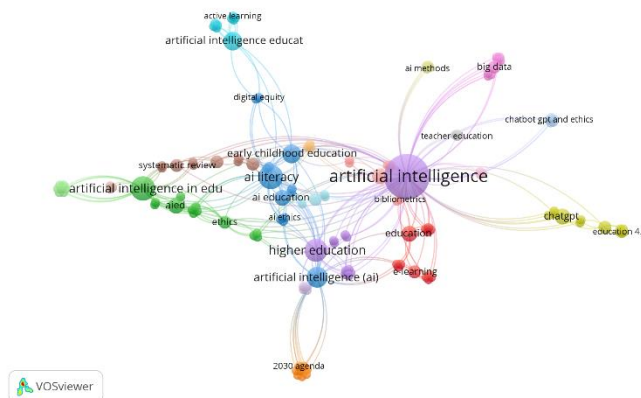 active learning
artificial intelligence educat
ai methods
big data
digital equity
chatbot gpt and ethics
teacher education
early childhood education
systematic review
ai literacy
artificial intelligence
artificial intelligence in edu
ai education
bibliometrics
aied
chatgpt
ethics
ai ethics
education
education 4.
higher education
e-learning
artificial intelligence (ai)
2030 agenda
VOSviewer